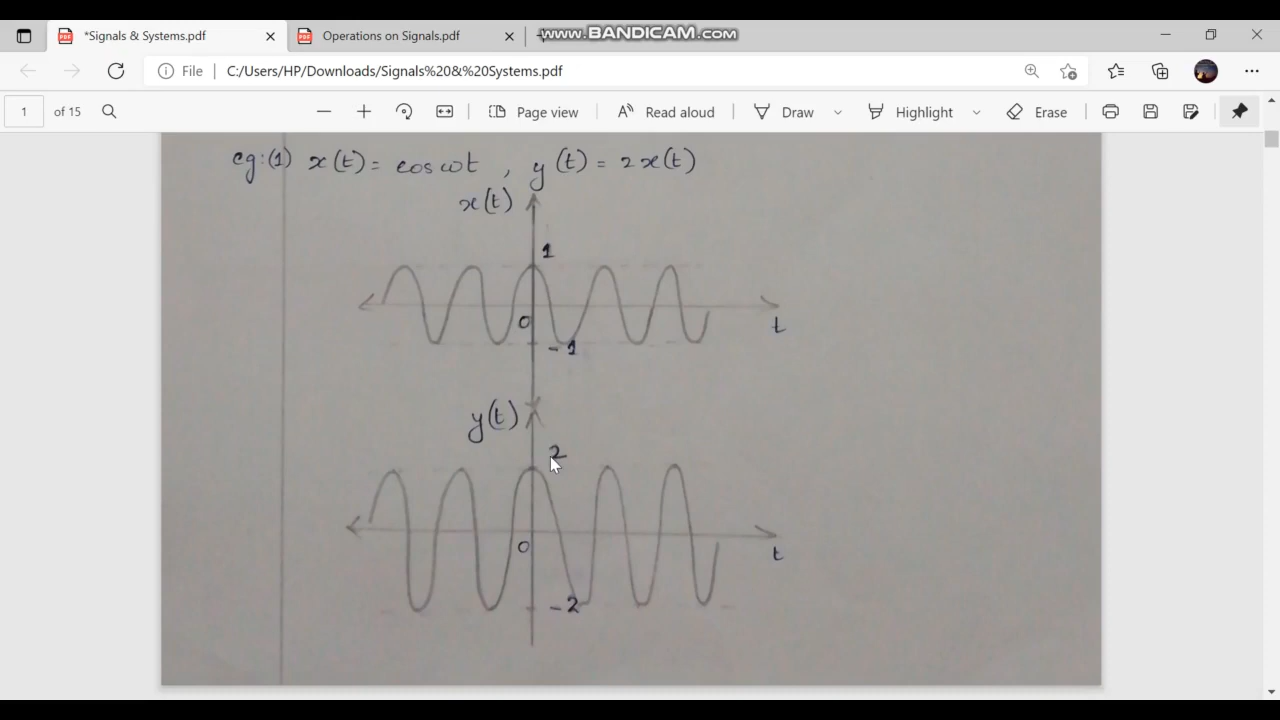 *Signals & Systems.pdf
Operations on Signals.pdf
www.BANDICAM.com
File
C:/Users/HP/Downloads/Signals%20&%20Systems.pdf
1 of 15
Page view
Read aloud
Draw
Highlight
Erase
eg:(1) x(t) = cos ωt , y(t) = 2x(t)
x(t)
1
0
t
-1
y(t)
2
0
t
-2